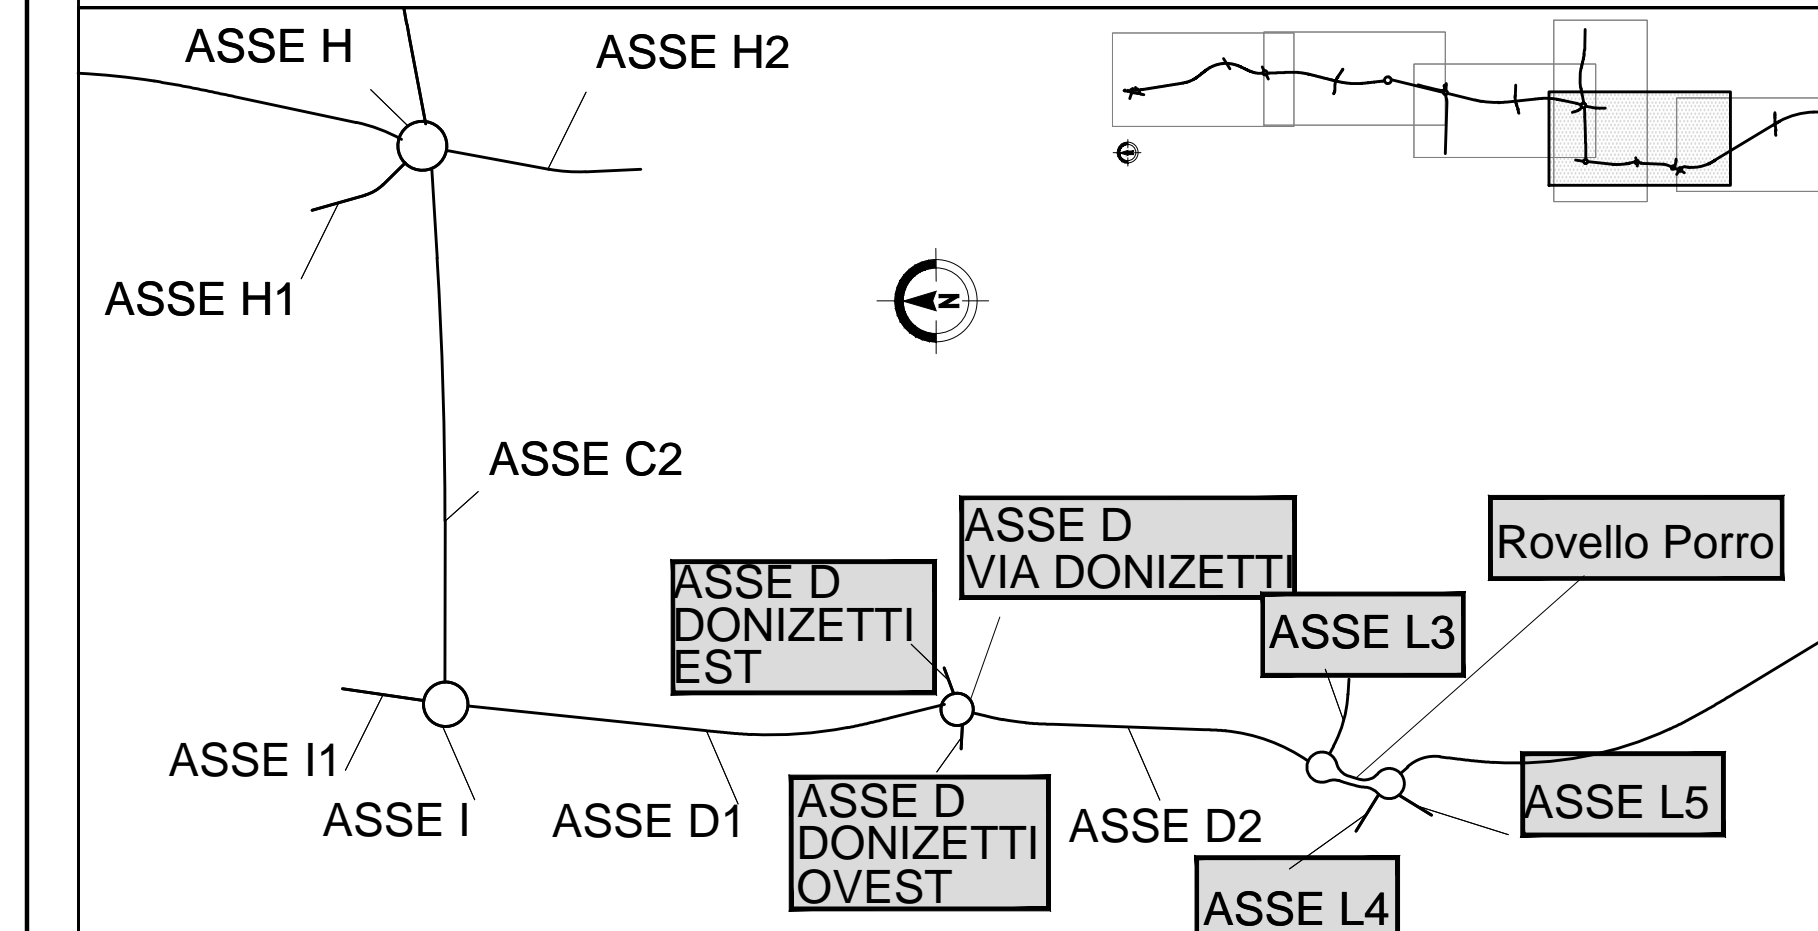 ASSE H
ASSE H2
ASSE H1
N
ASSE C2
ASSE D
VIA DONIZETTI
Rovello Porro
ASSE D
DONIZETTI
EST
ASSE L3
ASSE I1
ASSE I
ASSE D1
ASSE D
DONIZETTI
OVEST
ASSE D2
ASSE L5
ASSE L4